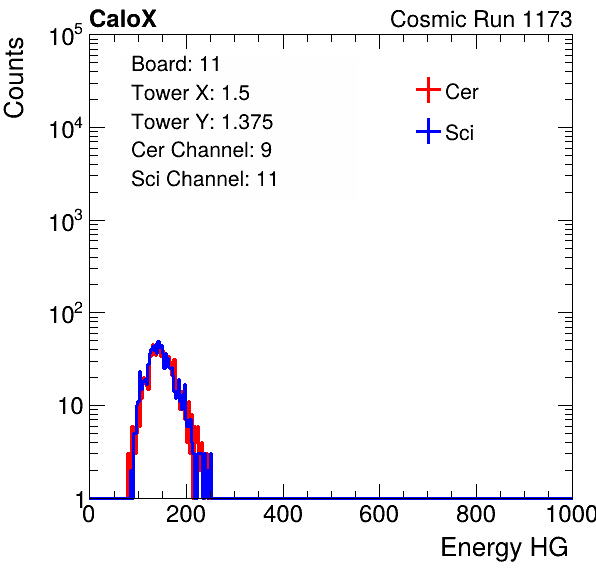 CaloX Cosmic Run 1173
Counts
Board: 11
Tower X: 1.5
Tower Y: 1.375
Cer Channel: 9
Sci Channel: 11
Cer
Sci
10^5
10^4
10^3
10^2
10
1
0 200 400 600 800 1000
Energy HG